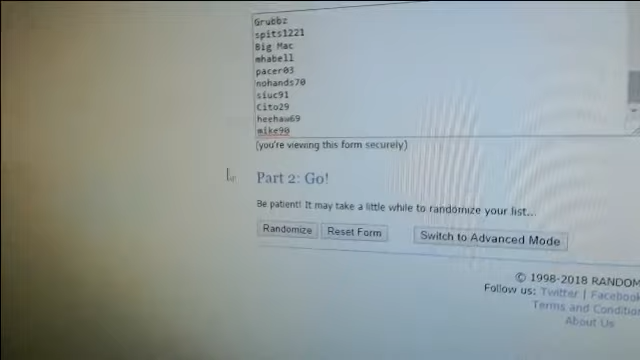 Grubbz
spits1221
Big Mac
mhabell
pacer03
nohands70
siuc91
Cito29
heehaw69
mike90
(you're viewing this form securely)
Part 2: Go!
Be patient! It may take a little while to randomize your list...
Randomize Reset Form Switch to Advanced Mode
© 1998-2018 RANDOM
Follow us: Twitter | Facebook
Terms and Condition
About Us